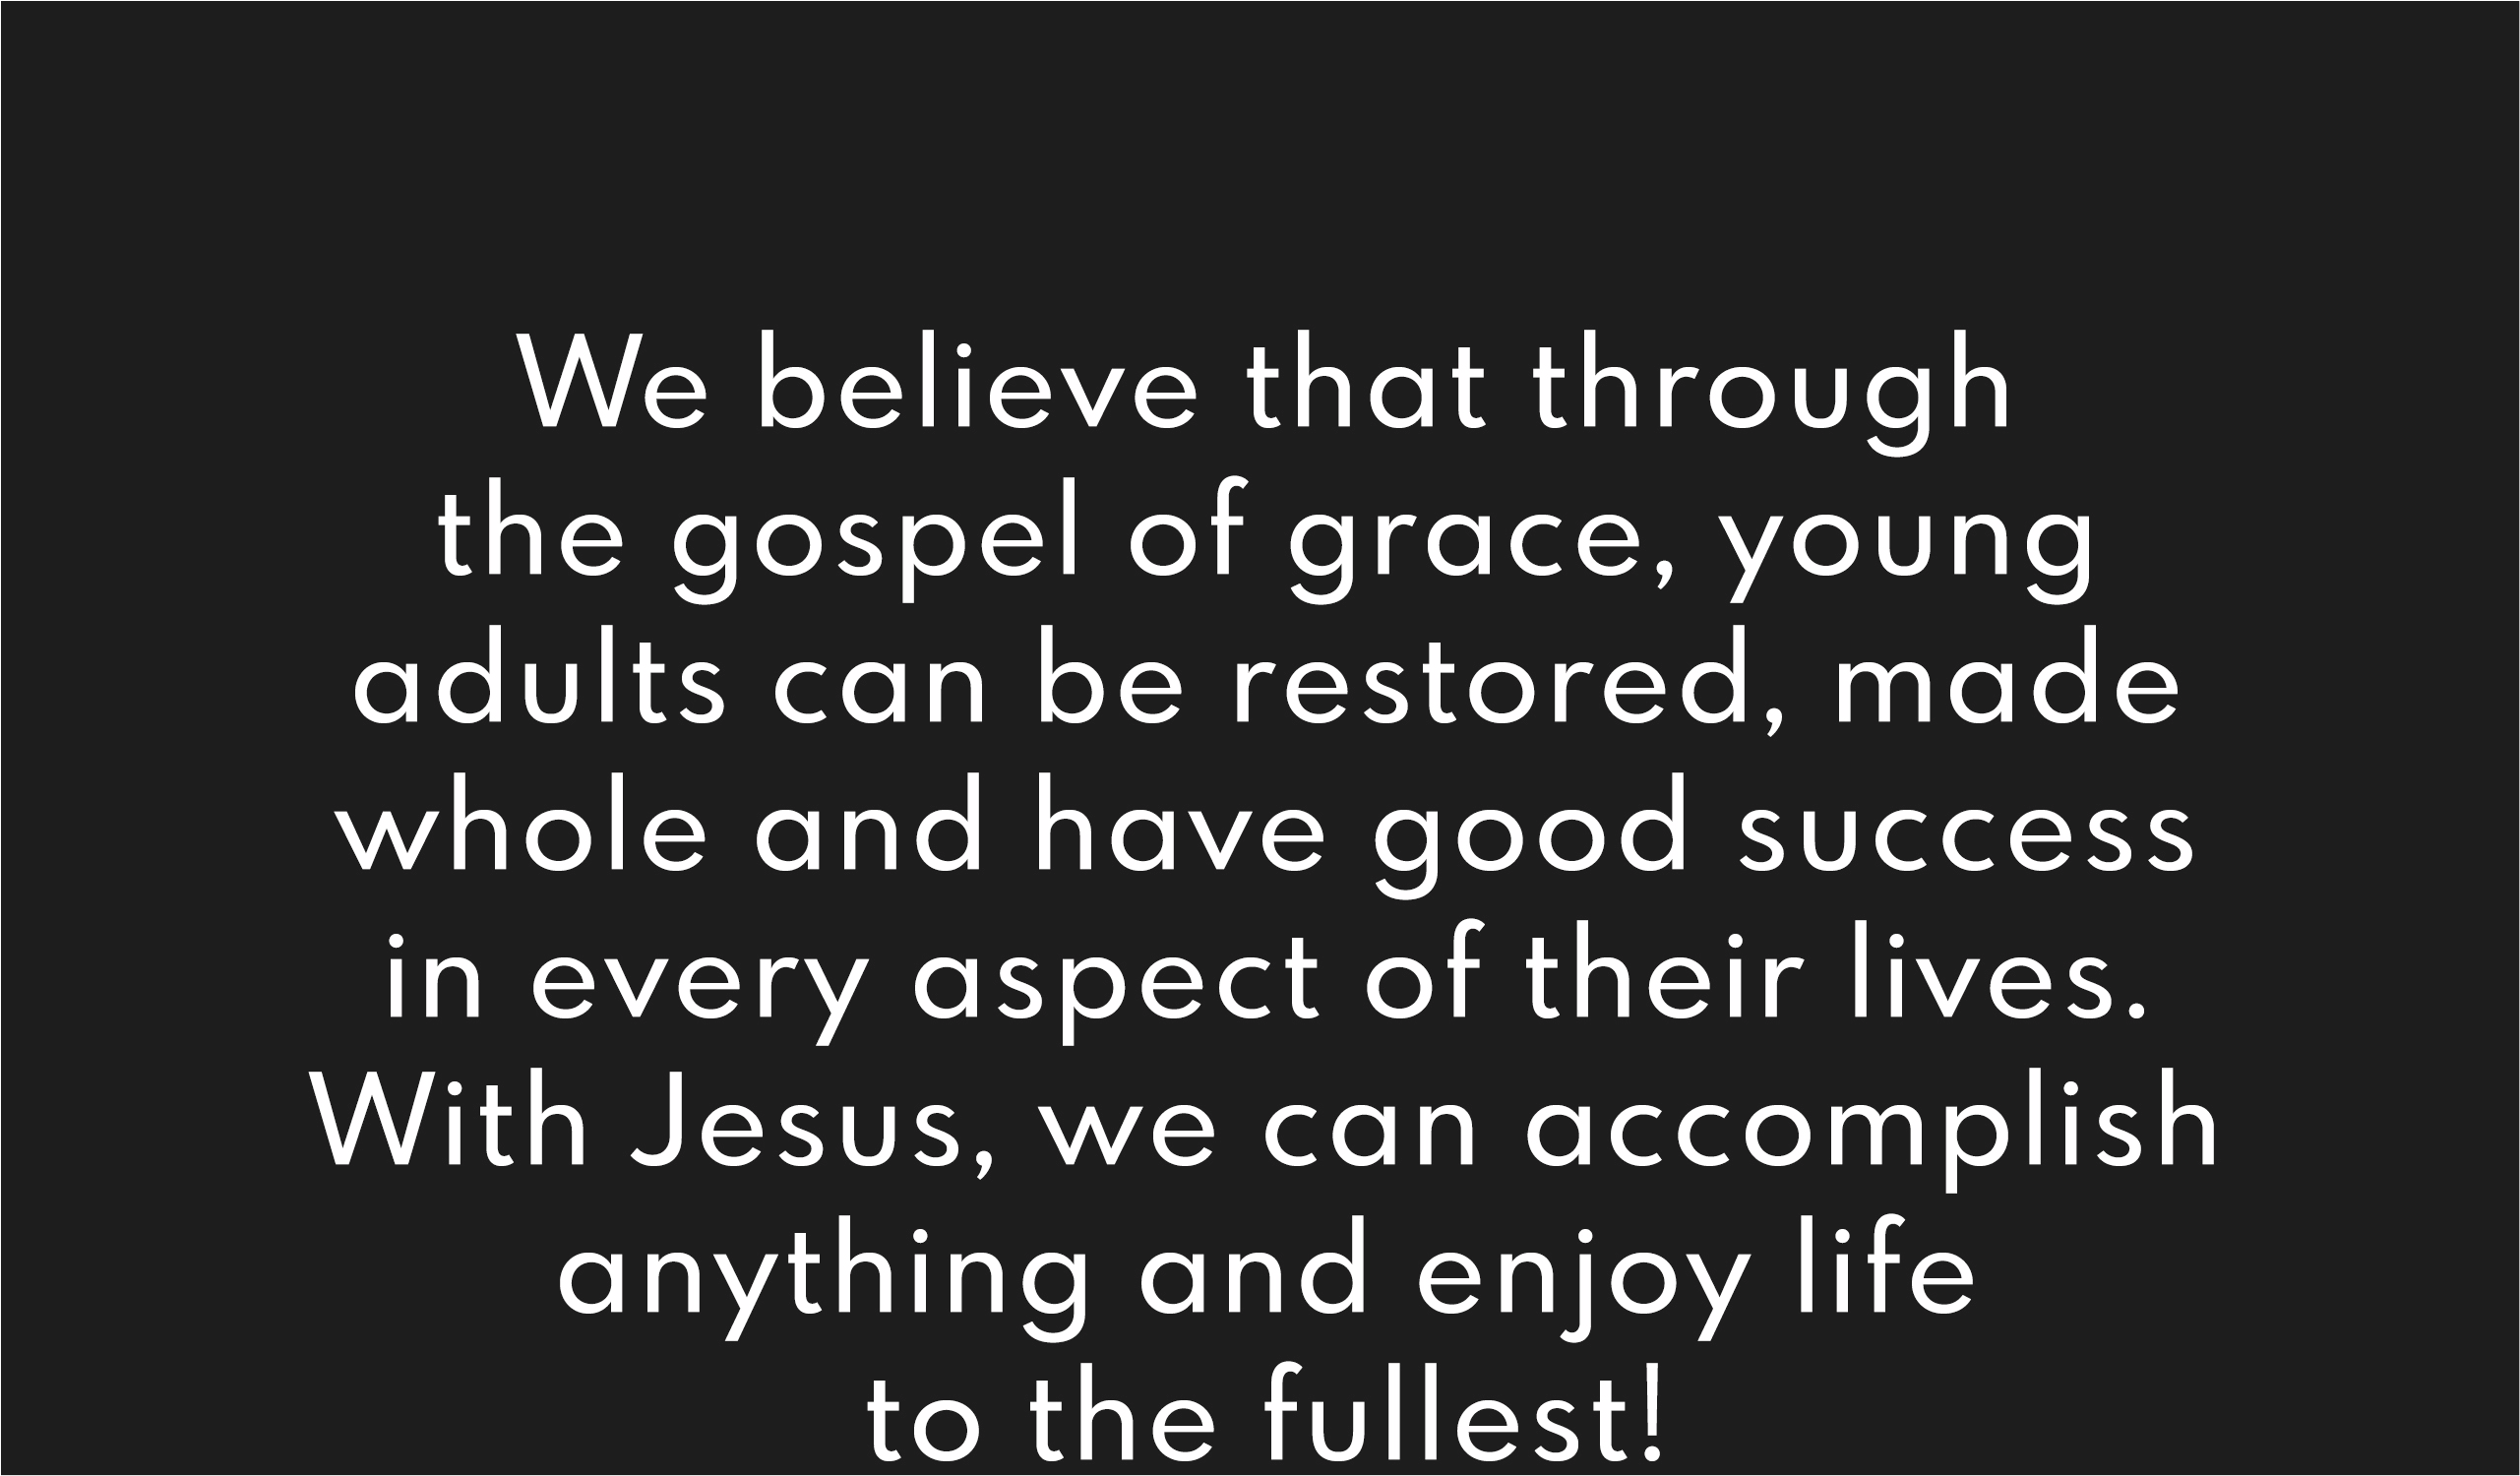 We believe that through
the gospel of grace, young
adults can be restored, made
whole and have good success
in every aspect of their lives.
With Jesus, we can accomplish
anything and enjoy life
to the fullest!